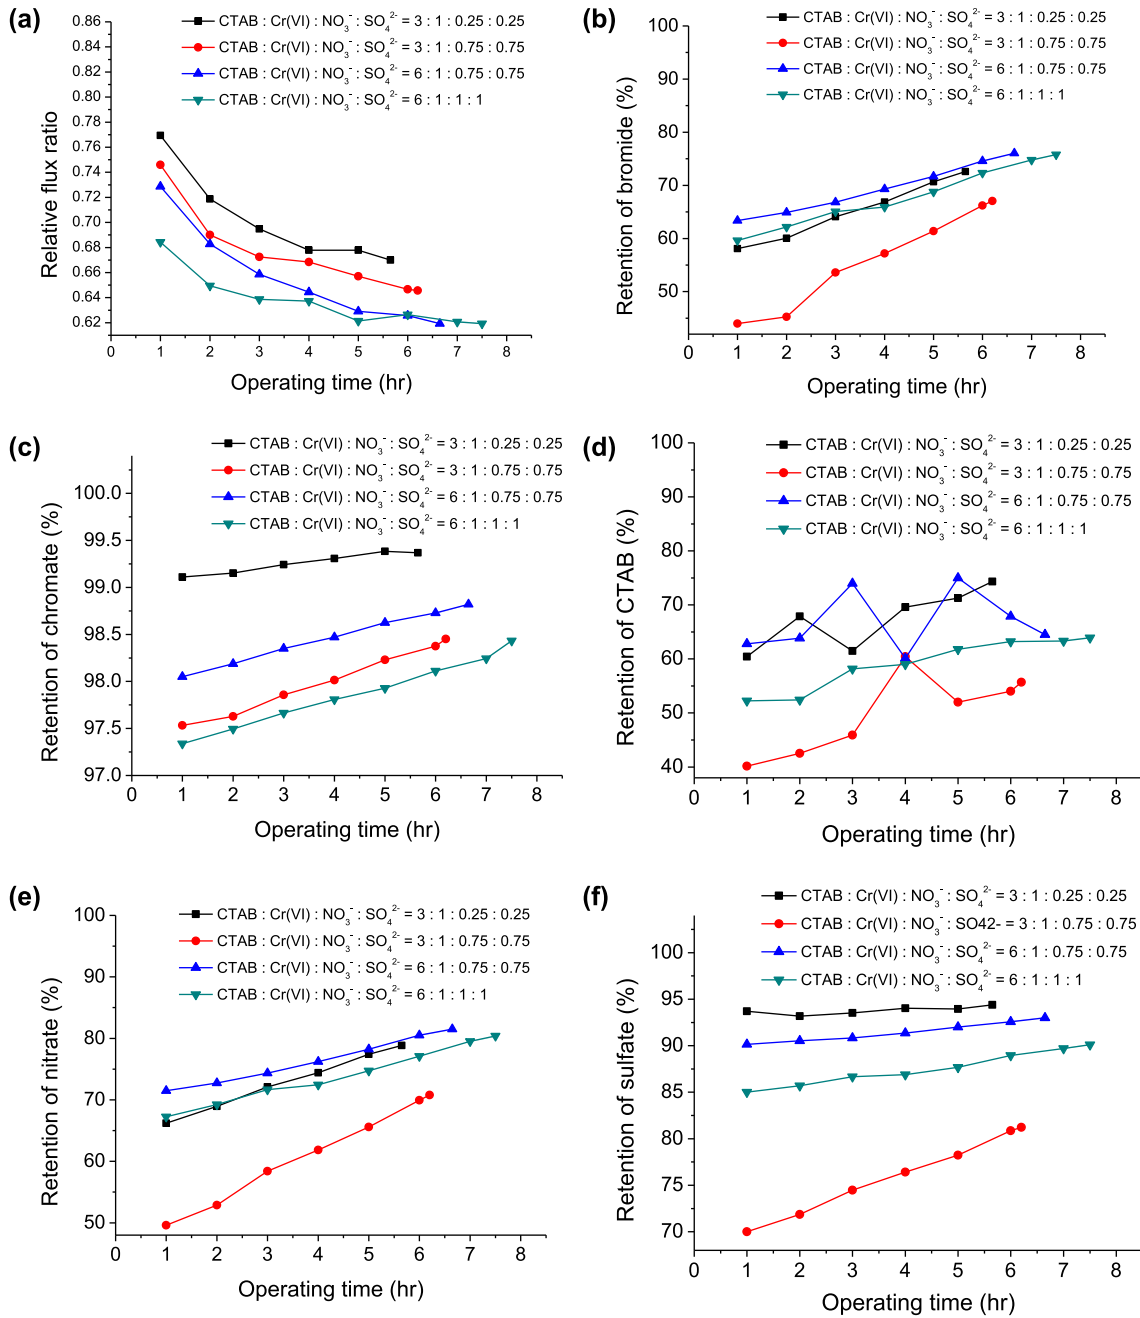 (a)
CTAB : Cr(VI) : NO₃⁻ : SO₄²⁻ = 3 : 1 : 0.25 : 0.25
CTAB : Cr(VI) : NO₃⁻ : SO₄²⁻ = 3 : 1 : 0.75 : 0.75
CTAB : Cr(VI) : NO₃⁻ : SO₄²⁻ = 6 : 1 : 0.75 : 0.75
CTAB : Cr(VI) : NO₃⁻ : SO₄²⁻ = 6 : 1 : 1 : 1
Relative flux ratio
0.86
0.84
0.82
0.80
0.78
0.76
0.74
0.72
0.70
0.68
0.66
0.64
0.62
0 1 2 3 4 5 6 7 8
Operating time (hr)
(b)
CTAB : Cr(VI) : NO₃⁻ : SO₄²⁻ = 3 : 1 : 0.25 : 0.25
CTAB : Cr(VI) : NO₃⁻ : SO₄²⁻ = 3 : 1 : 0.75 : 0.75
CTAB : Cr(VI) : NO₃⁻ : SO₄²⁻ = 6 : 1 : 0.75 : 0.75
CTAB : Cr(VI) : NO₃⁻ : SO₄²⁻ = 6 : 1 : 1 : 1
Retention of bromide (%)
100
90
80
70
60
50
0 1 2 3 4 5 6 7 8
Operating time (hr)
(c)
CTAB : Cr(VI) : NO₃⁻ : SO₄²⁻ = 3 : 1 : 0.25 : 0.25
CTAB : Cr(VI) : NO₃⁻ : SO₄²⁻ = 3 : 1 : 0.75 : 0.75
CTAB : Cr(VI) : NO₃⁻ : SO₄²⁻ = 6 : 1 : 0.75 : 0.75
CTAB : Cr(VI) : NO₃⁻ : SO₄²⁻ = 6 : 1 : 1 : 1
Retention of chromate (%)
100.0
99.5
99.0
98.5
98.0
97.5
97.0
0 1 2 3 4 5 6 7 8
Operating time (hr)
(d)
CTAB : Cr(VI) : NO₃⁻ : SO₄²⁻ = 3 : 1 : 0.25 : 0.25
CTAB : Cr(VI) : NO₃⁻ : SO₄²⁻ = 3 : 1 : 0.75 : 0.75
CTAB : Cr(VI) : NO₃⁻ : SO₄²⁻ = 6 : 1 : 0.75 : 0.75
CTAB : Cr(VI) : NO₃⁻ : SO₄²⁻ = 6 : 1 : 1 : 1
Retention of CTAB (%)
100
90
80
70
60
50
40
0 1 2 3 4 5 6 7 8
Operating time (hr)
(e)
CTAB : Cr(VI) : NO₃⁻ : SO₄²⁻ = 3 : 1 : 0.25 : 0.25
CTAB : Cr(VI) : NO₃⁻ : SO₄²⁻ = 3 : 1 : 0.75 : 0.75
CTAB : Cr(VI) : NO₃⁻ : SO₄²⁻ = 6 : 1 : 0.75 : 0.75
CTAB : Cr(VI) : NO₃⁻ : SO₄²⁻ = 6 : 1 : 1 : 1
Retention of nitrate (%)
100
90
80
70
60
50
0 1 2 3 4 5 6 7 8
Operating time (hr)
(f)
CTAB : Cr(VI) : NO₃⁻ : SO₄²⁻ = 3 : 1 : 0.25 : 0.25
CTAB : Cr(VI) : NO₃⁻ : SO42- = 3 : 1 : 0.75 : 0.75
CTAB : Cr(VI) : NO₃⁻ : SO₄²⁻ = 6 : 1 : 0.75 : 0.75
CTAB : Cr(VI) : NO₃⁻ : SO₄²⁻ = 6 : 1 : 1 : 1
Retention of sulfate (%)
100
95
90
85
80
75
70
0 1 2 3 4 5 6 7 8
Operating time (hr)